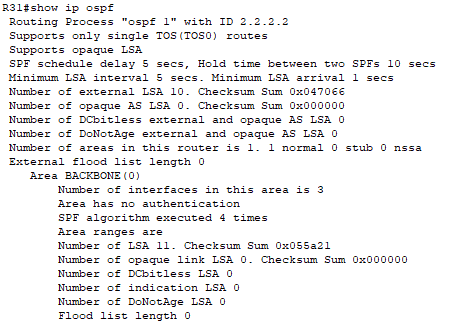 R31#show ip ospf
Routing Process "ospf 1" with ID 2.2.2.2
Supports only single TOS(TOS0) routes
Supports opaque LSA
SPF schedule delay 5 secs, Hold time between two SPFs 10 secs
Minimum LSA interval 5 secs. Minimum LSA arrival 1 secs
Number of external LSA 10. Checksum Sum 0x047066
Number of opaque AS LSA 0. Checksum Sum 0x000000
Number of DCbitless external and opaque AS LSA 0
Number of DoNotAge external and opaque AS LSA 0
Number of areas in this router is 1. 1 normal 0 stub 0 nssa
External flood list length 0
Area BACKBONE(0)
Number of interfaces in this area is 3
Area has no authentication
SPF algorithm executed 4 times
Area ranges are
Number of LSA 11. Checksum Sum 0x055a21
Number of opaque link LSA 0. Checksum Sum 0x000000
Number of DCbitless LSA 0
Number of indication LSA 0
Number of DoNotAge LSA 0
Flood list length 0